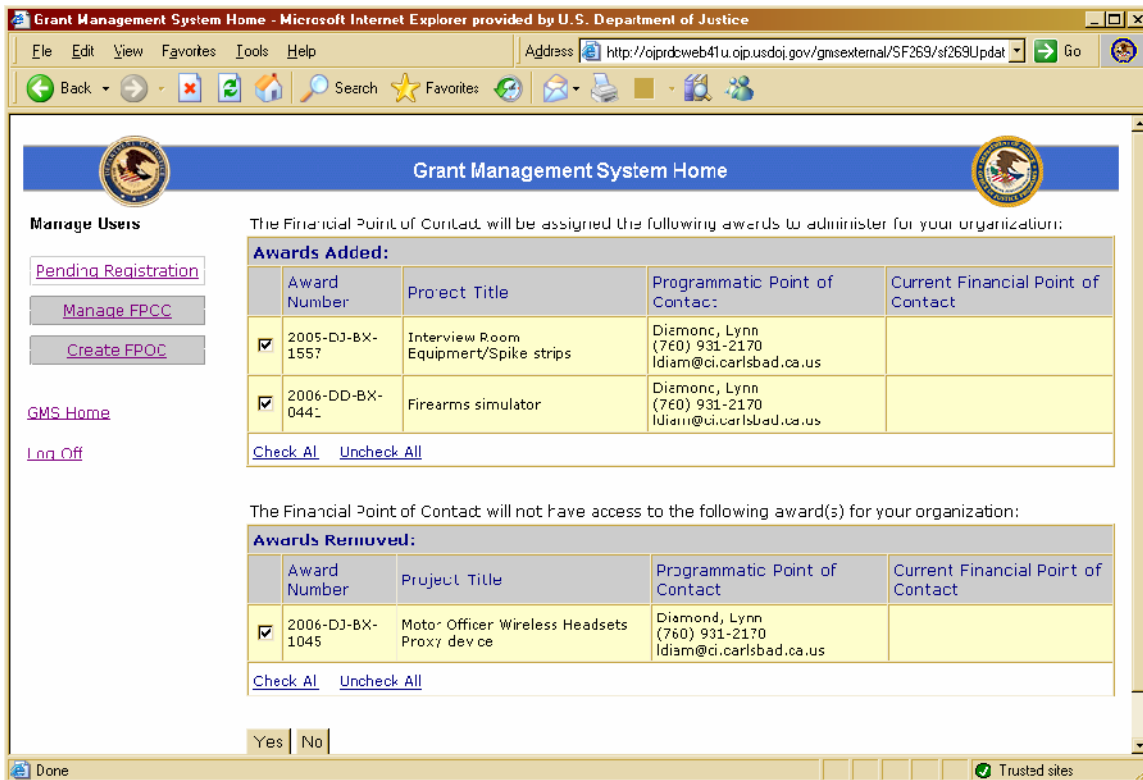 Grant Management System Home - Microsoft Internet Explorer provided by U.S. Department of Justice
File Edit View Favorites Tools Help
Address http://ojprdcweb41u.ojp.usdoj.gov/gmsexternal/SF269/sf269Updat Go
Back Search Favorites
Grant Management System Home
Manage Users
Pending Registration
Manage FPOC
Create FPOC
GMS Home
Log Off
The Financial Point of Contact will be assigned the following awards to administer for your organization:
Awards Added:
Award Number Project Title Programmatic Point of Contact Current Financial Point of Contact
2005-DJ-BX-1557 Interview Room Equipment/Spike strips Diamond, Lynn (760) 931-2170 ldiam@ci.carlsbad.ca.us
2006-DD-BX-0441 Firearms simulator Diamond, Lynn (760) 931-2170 ldiam@ci.carlsbad.ca.us
Check All Uncheck All
The Financial Point of Contact will not have access to the following award(s) for your organization:
Awards Removed:
Award Number Project Title Programmatic Point of Contact Current Financial Point of Contact
2006-DJ-BX-1045 Motor Officer Wireless Headsets Proxy device Diamond, Lynn (760) 931-2170 ldiam@ci.carlsbad.ca.us
Check All Uncheck All
Yes No
Done
Trusted sites